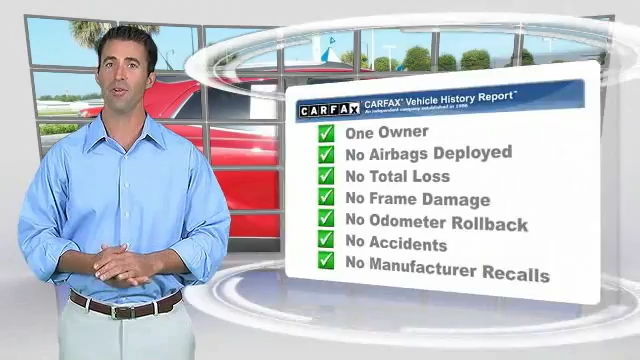 CARFAX CARFAX® Vehicle History Report™
An independent company established in 1986
One Owner
No Airbags Deployed
No Total Loss
No Frame Damage
No Odometer Rollback
No Accidents
No Manufacturer Recalls